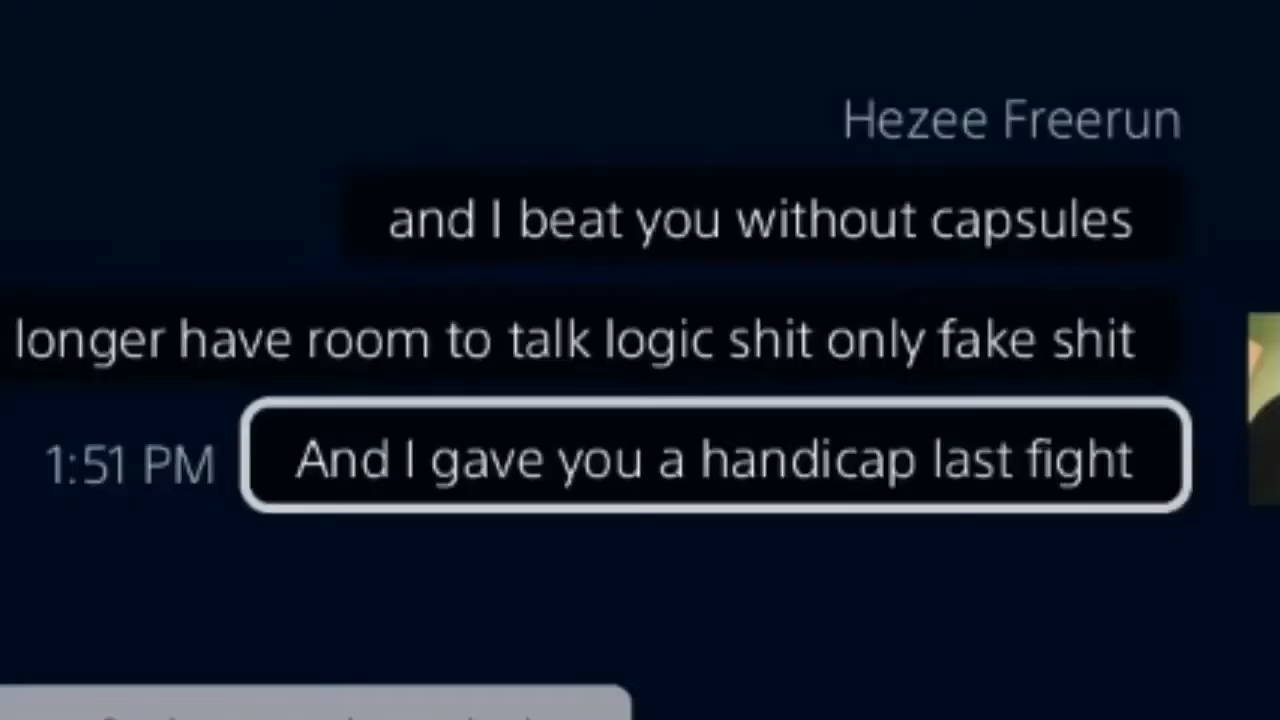 Hezee Freerun
and I beat you without capsules
longer have room to talk logic shit only fake shit
1:51 PM And I gave you a handicap last fight